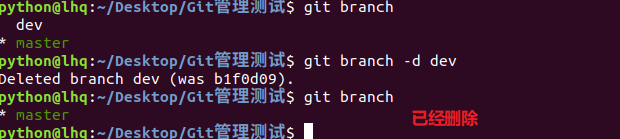 python@lhq:~/Desktop/Git管理测试$ git branch
  dev
* master
python@lhq:~/Desktop/Git管理测试$ git branch -d dev
Deleted branch dev (was b1f0d09).
python@lhq:~/Desktop/Git管理测试$ git branch
* master
已经删除
python@lhq:~/Desktop/Git管理测试$